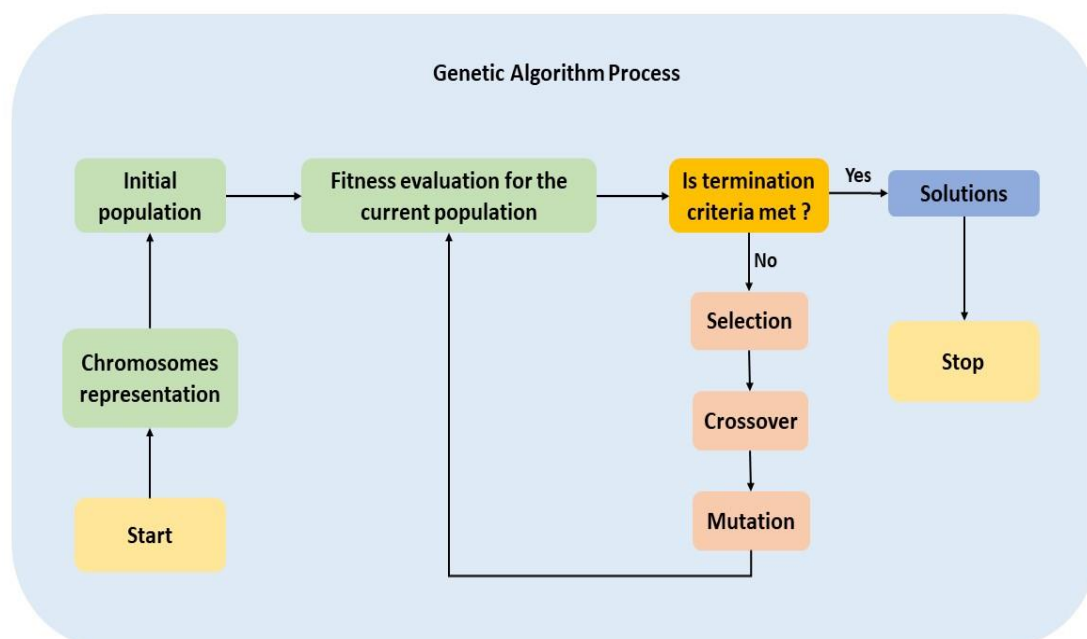 Genetic Algorithm Process
Initial
population
Fitness evaluation for the
current population
Is termination
criteria met ?
Yes
Solutions
No
Selection
Chromosomes
representation
Stop
Crossover
Start
Mutation